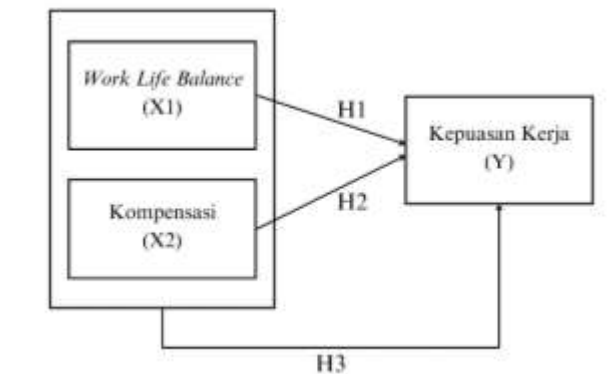 Work Life Balance
(X1)
H1
Kepuasan Kerja
(Y)
Kompensasi
(X2)
H2
H3